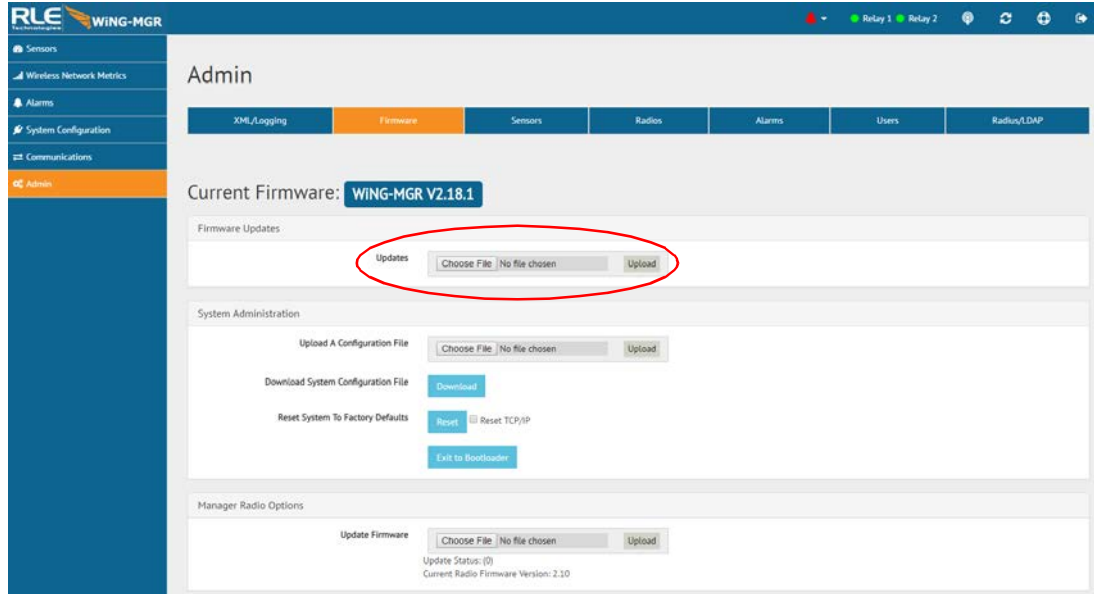 RLE WiNG-MGR
Technologies
Relay 1 Relay 2
Sensors
Wireless Network Metrics
Alarms
System Configuration
Communications
Admin
Admin
XML/Logging Firmware Sensors Radios Alarms Users Radius/LDAP
Current Firmware: WiNG-MGR V2.18.1
Firmware Updates
Updates Choose File No file chosen Upload
System Administration
Upload A Configuration File Choose File No file chosen Upload
Download System Configuration File Download
Reset System To Factory Defaults Reset Reset TCP/IP
Exit to Bootloader
Manager Radio Options
Update Firmware Choose File No file chosen Upload
Update Status: (0)
Current Radio Firmware Version: 2.10